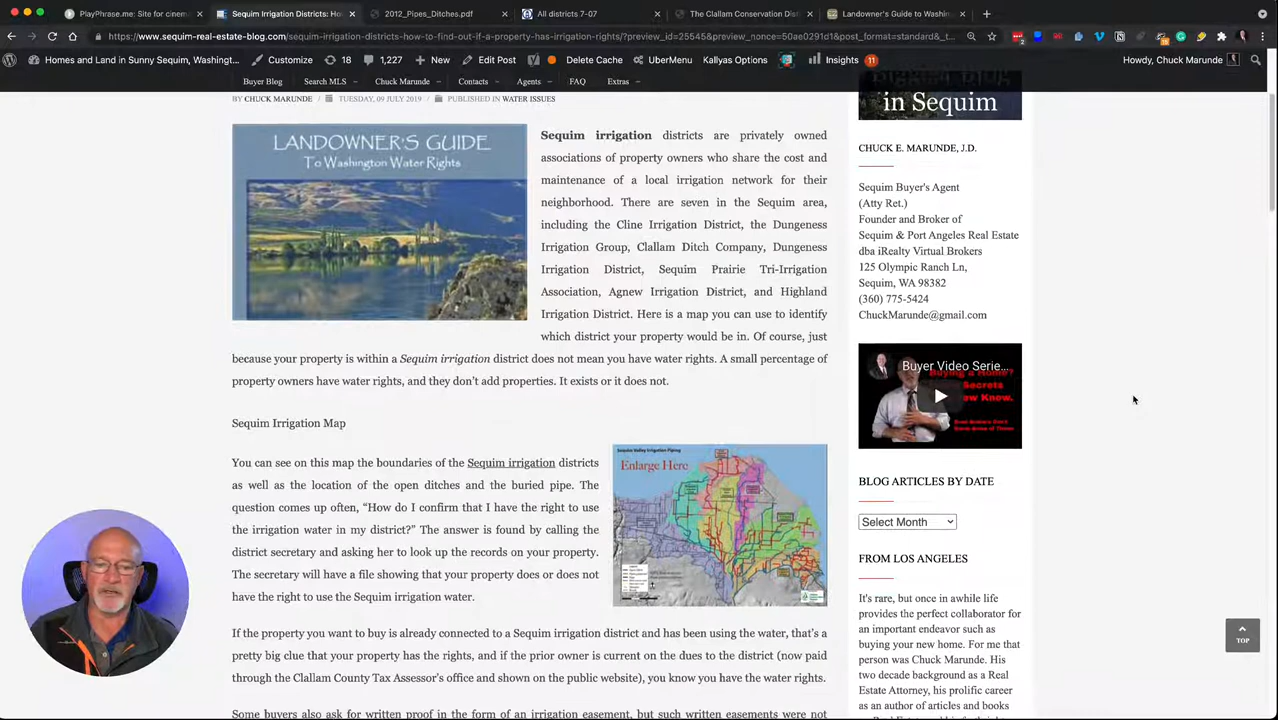 PlayPhrase.me: Site for cinem
Sequim Irrigation Districts: Ho
2012_Pipes_Ditches.pdf
All districts 7-07
The Clallam Conservation Dist
Landowner's Guide to Washin
https://www.sequim-real-estate-blog.com/sequim-irrigation-districts-how-to-find-out-if-a-property-has-irrigation-rights/?preview_id=25545&preview_nonce=50ae0291d1&post_format=standard&_t...
Homes and Land in Sunny Sequim, Washingt... Customize 18 1,227 New Edit Post Delete Cache UberMenu Kallyas Options Insights 11 Howdy, Chuck Marunde
Buyer Blog Search MLS Chuck Marunde Contacts Agents FAQ Extras
BY CHUCK MARUNDE / TUESDAY, 09 JULY 2019 / PUBLISHED IN WATER ISSUES
LANDOWNER'S GUIDE
To Washington Water Rights
Sequim irrigation districts are privately owned
associations of property owners who share the cost and
maintenance of a local irrigation network for their
neighborhood. There are seven in the Sequim area,
including the Cline Irrigation District, the Dungeness
Irrigation Group, Clallam Ditch Company, Dungeness
Irrigation District, Sequim Prairie Tri-Irrigation
Association, Agnew Irrigation District, and Highland
Irrigation District. Here is a map you can use to identify
which district your property would be in. Of course, just
because your property is within a Sequim irrigation district does not mean you have water rights. A small percentage of
property owners have water rights, and they don't add properties. It exists or it does not.
Sequim Irrigation Map
You can see on this map the boundaries of the Sequim irrigation districts
as well as the location of the open ditches and the buried pipe. The
question comes up often, "How do I confirm that I have the right to use
the irrigation water in my district?" The answer is found by calling the
district secretary and asking her to look up the records on your property.
The secretary will have a file showing that your property does or does not
have the right to use the Sequim irrigation water.
Sequim Valley Irrigation Piping
Enlarge Here
If the property you want to buy is already connected to a Sequim irrigation district and has been using the water, that's a
pretty big clue that your property has the rights, and if the prior owner is current on the dues to the district (now paid
through the Clallam County Tax Assessor's office and shown on the public website), you know you have the water rights.
Some buyers also ask for written proof in the form of an irrigation easement, but such written easements were not
in Sequim
CHUCK E. MARUNDE, J.D.
Sequim Buyer's Agent
(Atty Ret.)
Founder and Broker of
Sequim & Port Angeles Real Estate
dba iRealty Virtual Brokers
125 Olympic Ranch Ln,
Sequim, WA 98382
(360) 775-5424
ChuckMarunde@gmail.com
Buyer Video Serie...
BLOG ARTICLES BY DATE
Select Month
FROM LOS ANGELES
It's rare, but once in awhile life
provides the perfect collaborator for
an important endeavor such as
buying your new home. For me that
person was Chuck Marunde. His
two decade background as a Real
Estate Attorney, his prolific career
as an author of articles and books
TOP